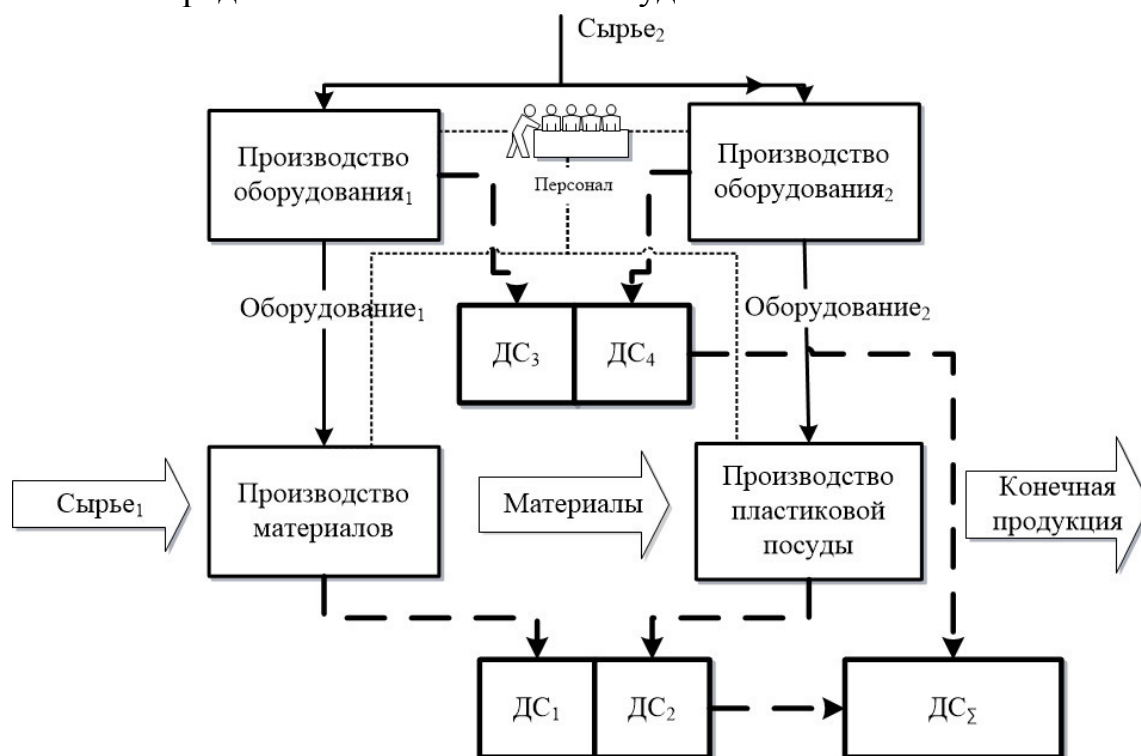 Сырье₂
Производство
оборудования₁
Персонал
Производство
оборудования₂
Оборудование₁
Оборудование₂
ДС₃
ДС₄
Сырье₁
Производство
материалов
Материалы
Производство
пластиковой
посуды
Конечная
продукция
ДС₁
ДС₂
ДС∑